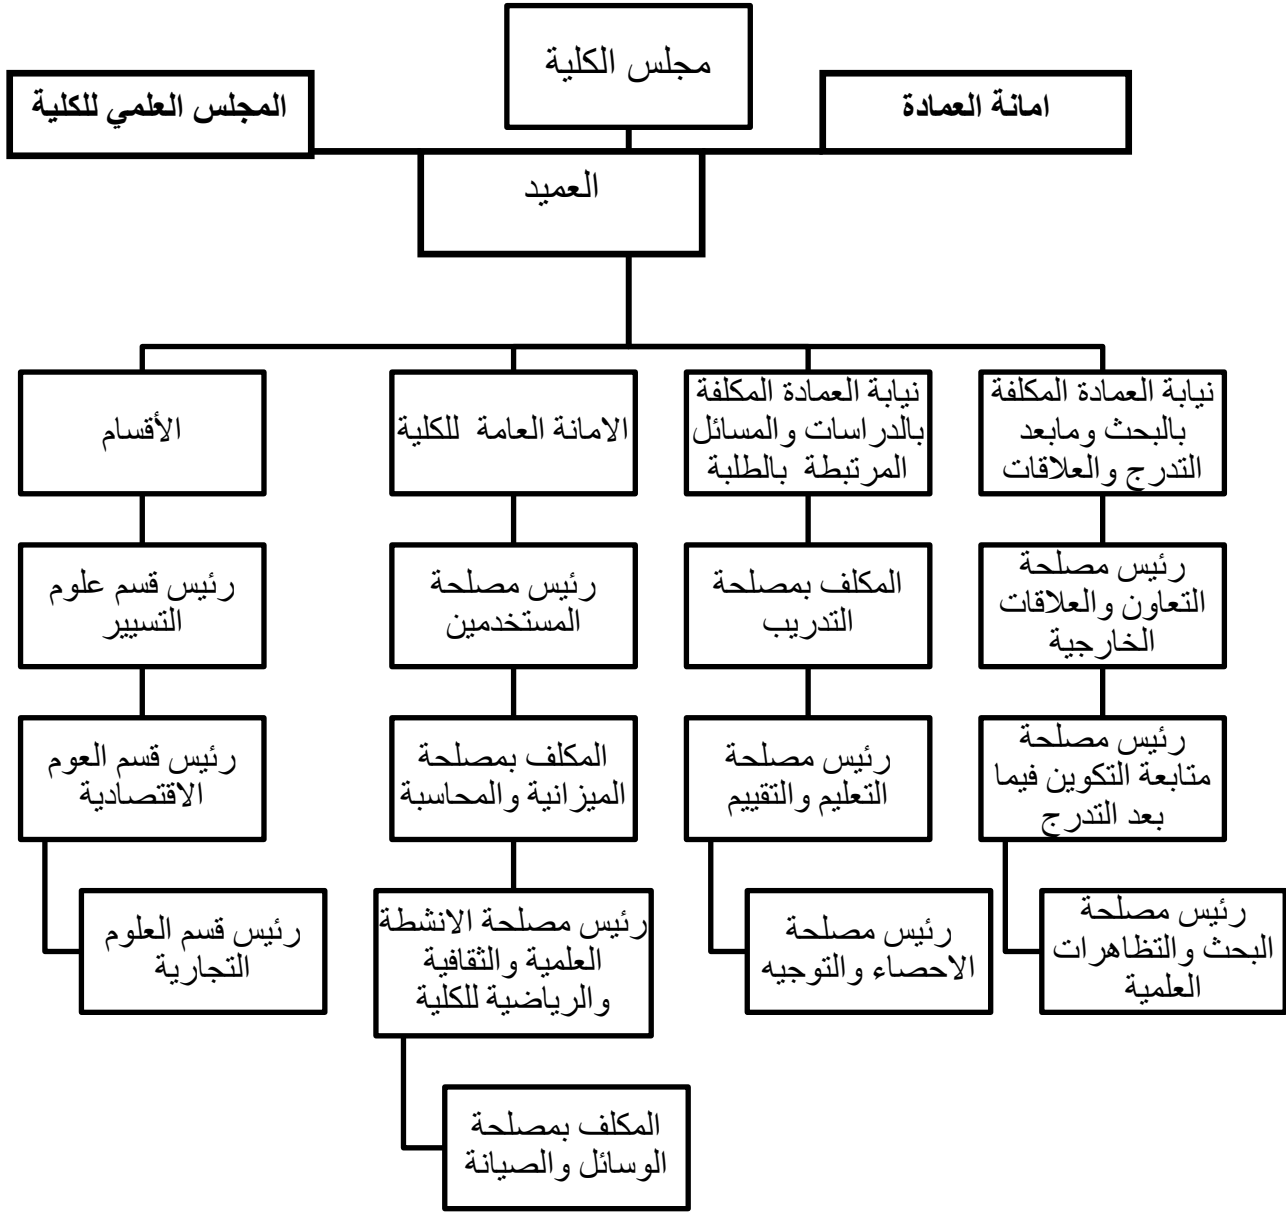 مجلس الكلية
امانة العمادة
المجلس العلمي للكلية
العميد
نيابة العمادة المكلفة
بالبحث ومابعد
التدرج والعلاقات
نيابة العمادة المكلفة
بالدراسات والمسائل
المرتبطة بالطلبة
الامانة العامة للكلية
الأقسام
رئيس مصلحة
التعاون والعلاقات
الخارجية
المكلف بمصلحة
التدريب
رئيس مصلحة
المستخدمين
رئيس قسم علوم
التسيير
رئيس مصلحة
متابعة التكوين فيما
بعد التدرج
رئيس مصلحة
التعليم والتقييم
المكلف بمصلحة
الميزانية والمحاسبة
رئيس قسم العوم
الاقتصادية
رئيس مصلحة
البحث والتظاهرات
العلمية
رئيس مصلحة
الاحصاء والتوجيه
رئيس مصلحة الانشطة
العلمية والثقافية
والرياضية للكلية
رئيس قسم العلوم
التجارية
المكلف بمصلحة
الوسائل والصيانة